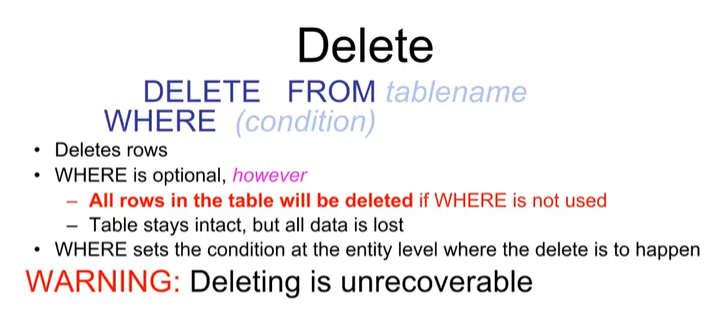 Delete
DELETE FROM tablename
WHERE (condition)
• Deletes rows
• WHERE is optional, however
– All rows in the table will be deleted if WHERE is not used
– Table stays intact, but all data is lost
• WHERE sets the condition at the entity level where the delete is to happen
WARNING: Deleting is unrecoverable